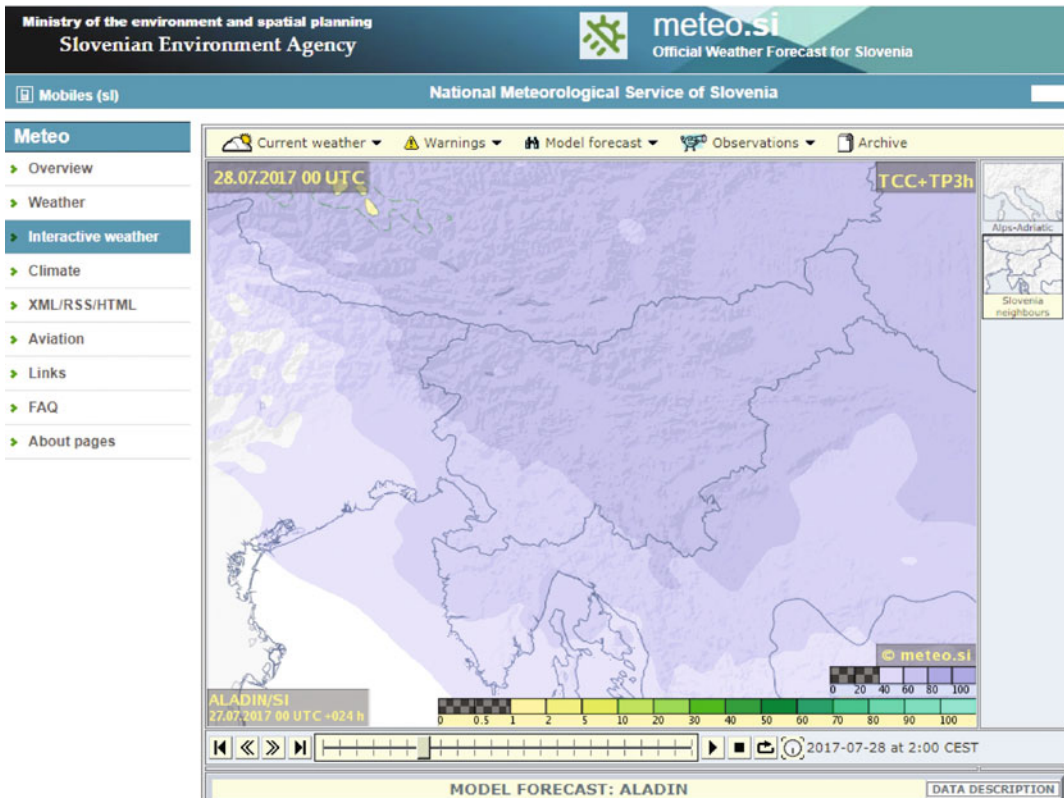 Ministry of the environment and spatial planning
Slovenian Environment Agency
meteo.si
Official Weather Forecast for Slovenia
Mobiles (sl)
National Meteorological Service of Slovenia
Meteo
Overview
Weather
Interactive weather
Climate
XML/RSS/HTML
Aviation
Links
FAQ
About pages
Current weather
Warnings
Model forecast
Observations
Archive
28.07.2017 00 UTC
TCC+TP3h
Alps-Adriatic
Slovenia
neighbours
© meteo.si
0 20 40 60 80 100
ALADIN/SI
27.07.2017 00 UTC +024 h
0 0.5 1 2 5 10 20 30 40 50 60 70 80 90 100
2017-07-28 at 2:00 CEST
MODEL FORECAST: ALADIN
DATA DESCRIPTION